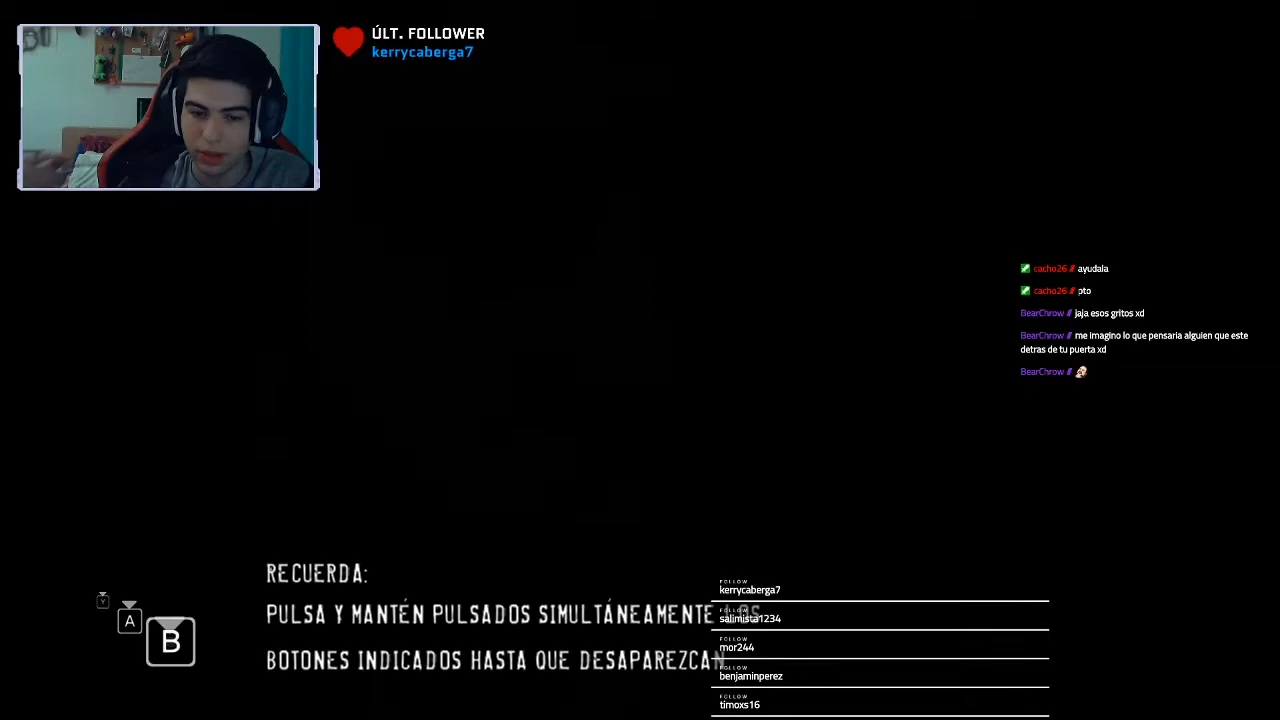 ÚLT. FOLLOWER
kerrycaberga7
cacho26 ayudala
cacho26 pto
BearChrow jaja esos gritos xd
BearChrow me imagino lo que pensaria alguien que este
detras de tu puerta xd
BearChrow
RECUERDA:
PULSA Y MANTÉN PULSADOS SIMULTÁNEAMENTE LOS
BOTONES INDICADOS HASTA QUE DESAPAREZCAN
Y
A
B
FOLLOW
kerrycaberga7
FOLLOW
salimista1234
FOLLOW
mor244
FOLLOW
benjaminperez
FOLLOW
timoxs16